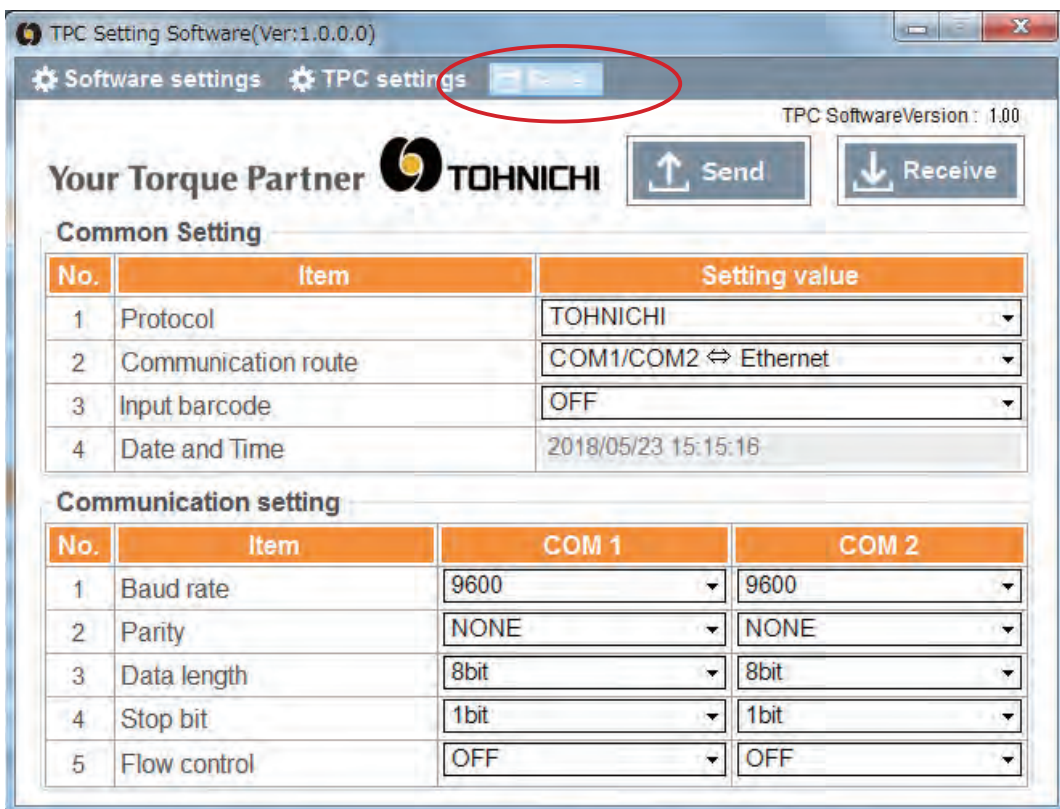 TPC Setting Software(Ver:1.0.0.0)
Software settings TPC settings
TPC SoftwareVersion : 1.00
Your Torque Partner TOHNICHI Send Receive
Common Setting
No. Item Setting value
1 Protocol TOHNICHI
2 Communication route COM1/COM2 ⇔ Ethernet
3 Input barcode OFF
4 Date and Time 2018/05/23 15:15:16
Communication setting
No. Item COM 1 COM 2
1 Baud rate 9600 9600
2 Parity NONE NONE
3 Data length 8bit 8bit
4 Stop bit 1bit 1bit
5 Flow control OFF OFF